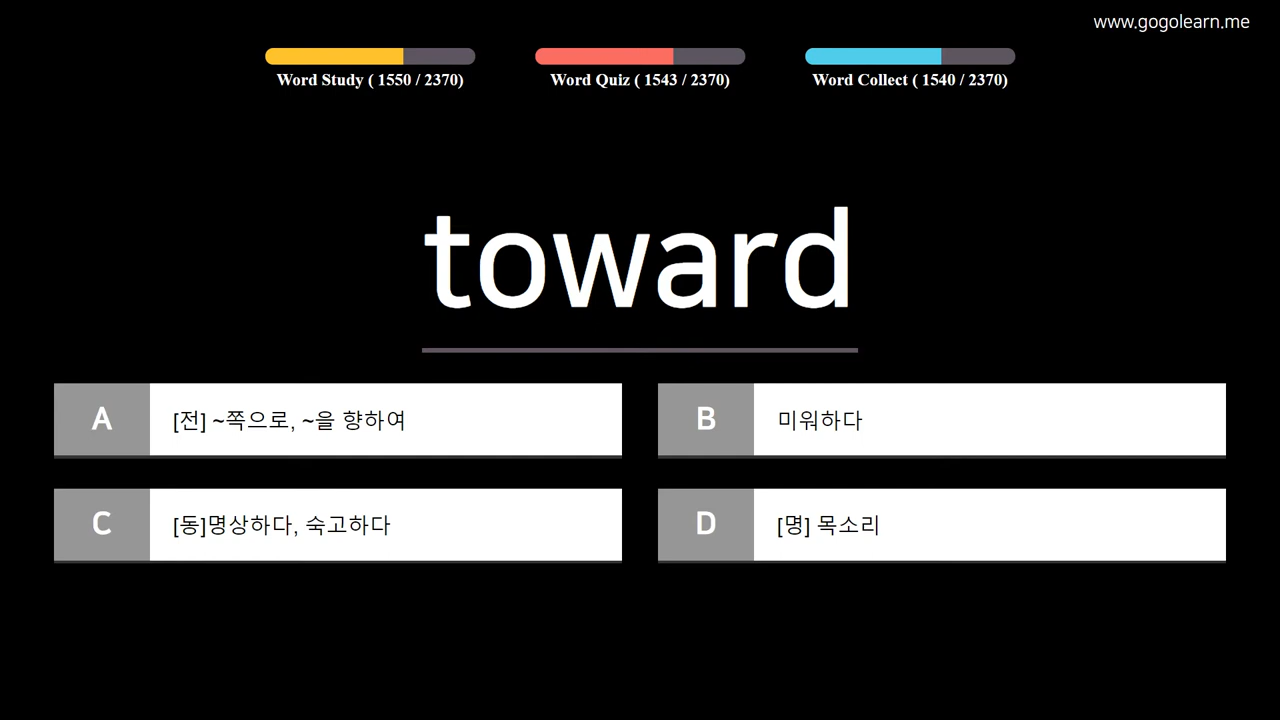 www.gogolearn.me
Word Study ( 1550 / 2370)
Word Quiz ( 1543 / 2370)
Word Collect ( 1540 / 2370)
toward
A [전] ~쪽으로, ~을 향하여
B 미워하다
C [동]명상하다, 숙고하다
D [명] 목소리